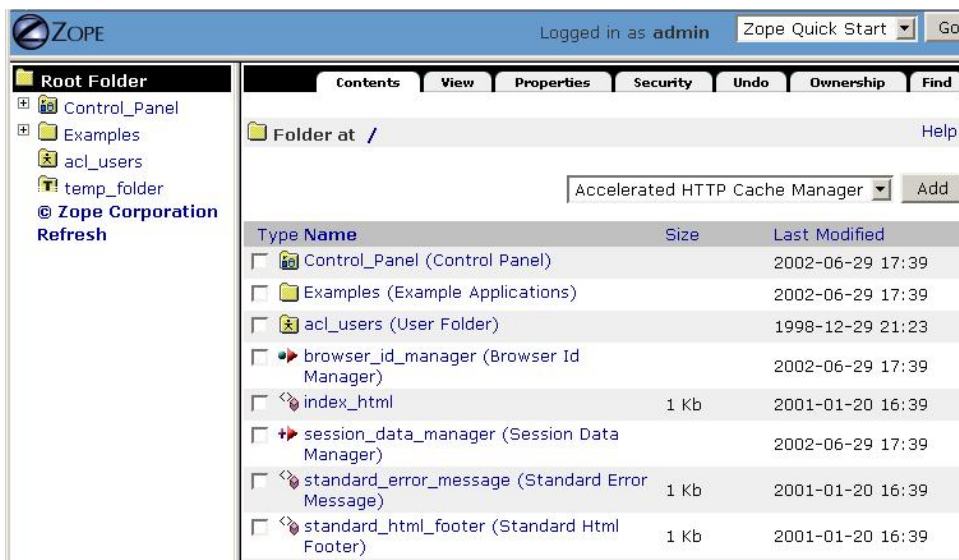 ZOPE
Logged in as admin
Zope Quick Start
Go
Root Folder
Control_Panel
Examples
acl_users
temp_folder
© Zope Corporation
Refresh
Contents View Properties Security Undo Ownership Find
Folder at /
Help
Accelerated HTTP Cache Manager
Add
Type Name Size Last Modified
Control_Panel (Control Panel) 2002-06-29 17:39
Examples (Example Applications) 2002-06-29 17:39
acl_users (User Folder) 1998-12-29 21:23
browser_id_manager (Browser Id
Manager) 2002-06-29 17:39
index_html 1 Kb 2001-01-20 16:39
session_data_manager (Session Data
Manager) 2002-06-29 17:39
standard_error_message (Standard Error
Message) 1 Kb 2001-01-20 16:39
standard_html_footer (Standard Html
Footer) 1 Kb 2001-01-20 16:39